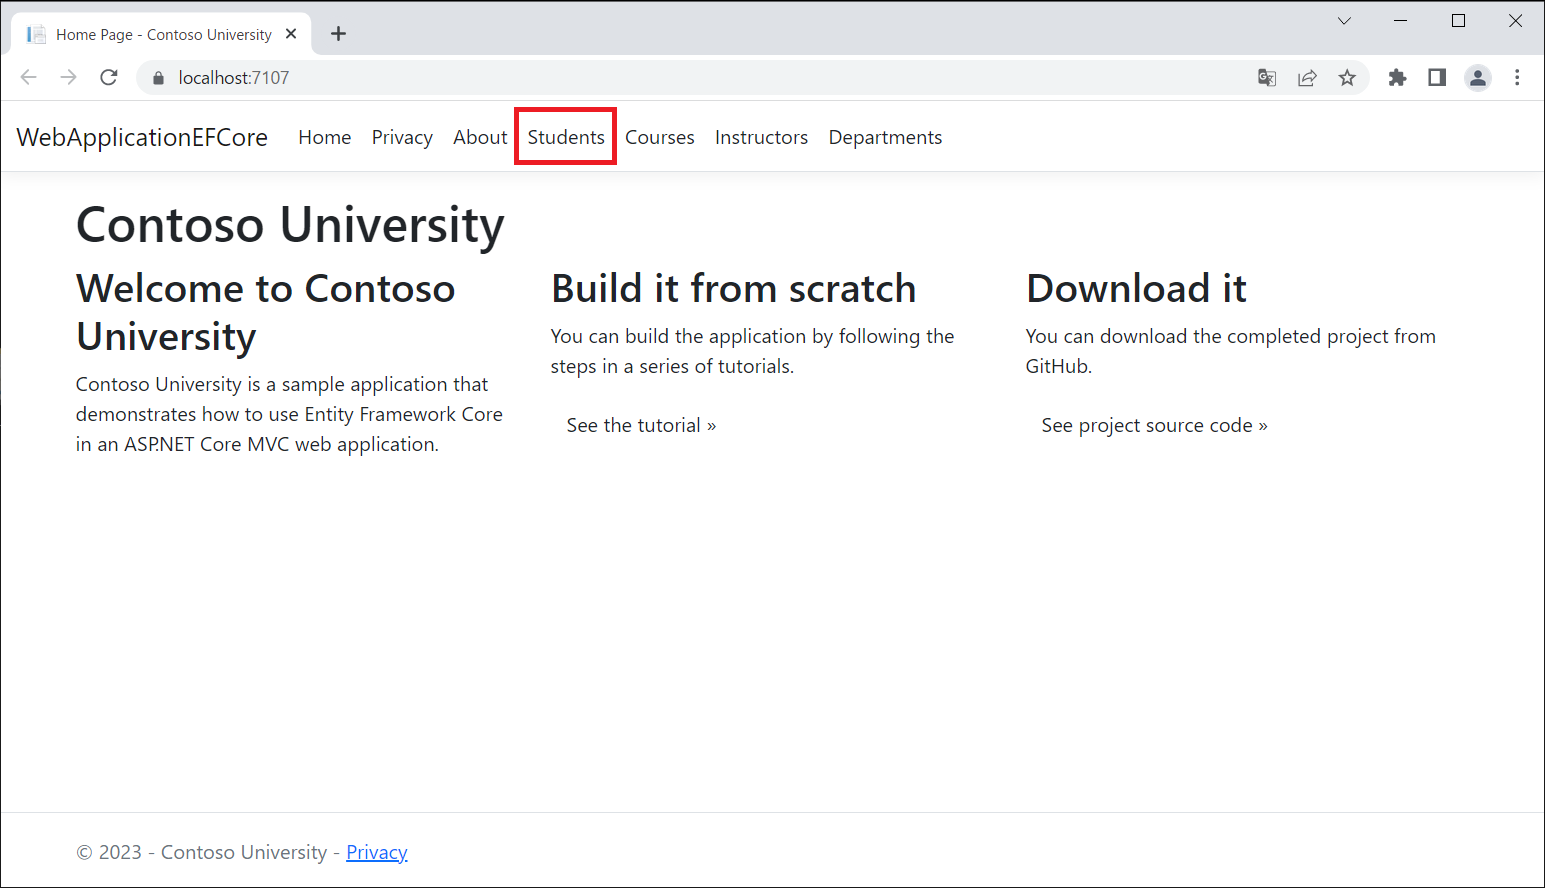 Home Page - Contoso University
localhost:7107
WebApplicationEFCore Home Privacy About Students Courses Instructors Departments
Contoso University
Welcome to Contoso
University
Contoso University is a sample application that
demonstrates how to use Entity Framework Core
in an ASP.NET Core MVC web application.
Build it from scratch
You can build the application by following the
steps in a series of tutorials.
See the tutorial »
Download it
You can download the completed project from
GitHub.
See project source code »
© 2023 - Contoso University - Privacy